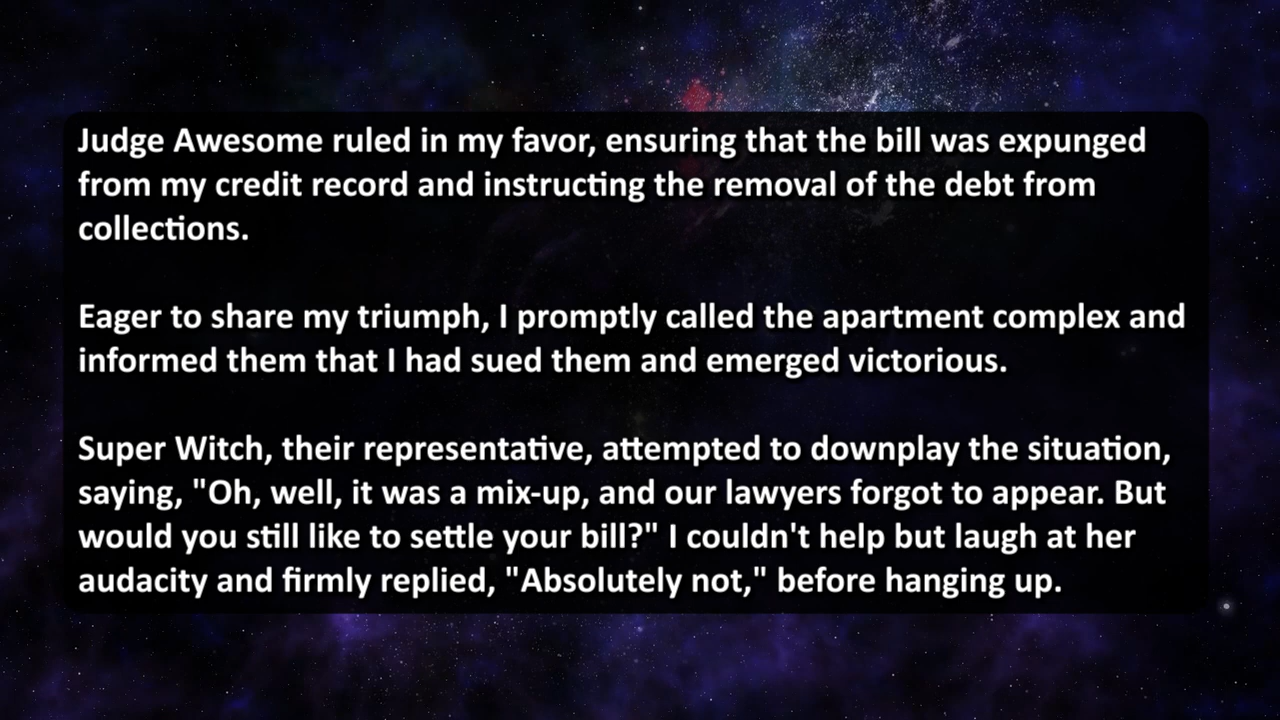 Judge Awesome ruled in my favor, ensuring that the bill was expunged
from my credit record and instructing the removal of the debt from
collections.
Eager to share my triumph, I promptly called the apartment complex and
informed them that I had sued them and emerged victorious.
Super Witch, their representative, attempted to downplay the situation,
saying, "Oh, well, it was a mix-up, and our lawyers forgot to appear. But
would you still like to settle your bill?" I couldn't help but laugh at her
audacity and firmly replied, "Absolutely not," before hanging up.